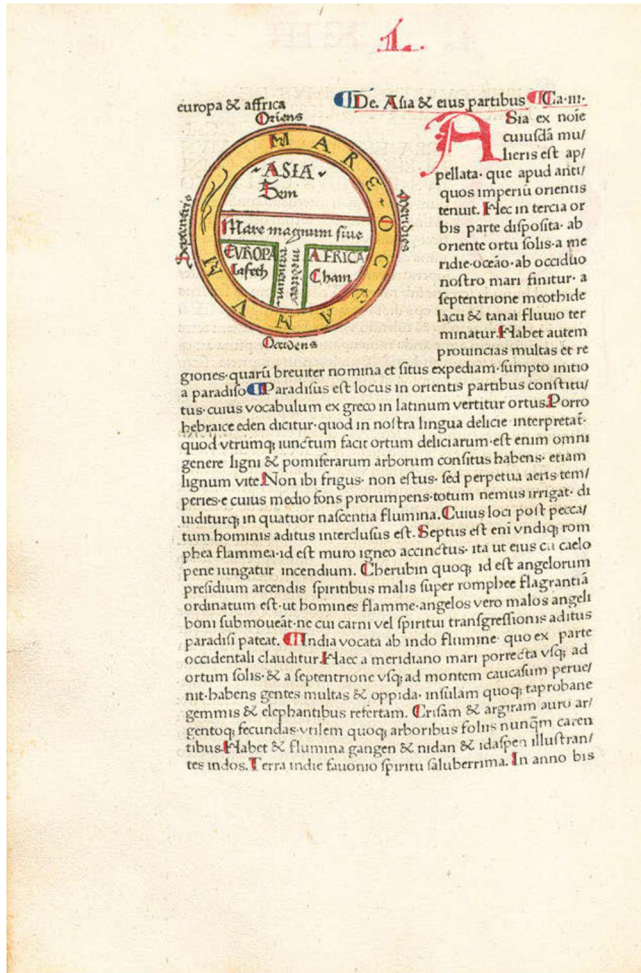 1.
europa & affrica
De. Asia & eius partibus Ca·iii·
Oriens
MARE·OCCEANVM
ASIA
Sem
Mare magnum siue
EVROPA
Iafeth
mediterraneum
AFRICA
Cham
Septentrio
Meridies
Occidens
Asia ex noīe
cuiusdā mu/
lieris est ap/
pellata· que apud anti/
quos imperiū orientis
tenuit. Hec in tercia or
bis parte disposita· ab
oriente ortu solis· a me
ridie·oceāo·ab occiduo
nostro mari finitur· a
septentrione meothide
lacu & tanai fluuio ter
minatur. Habet autem
prouincias multas et re
giones·quarū breuiter nomina et situs expediam·sumpto initio
a paradiso Paradisus est locus in orientis partibus constitu/
tus·cuius vocabulum ex greco in latinum vertitur ortus. Porro
hebraice eden dicitur·quod in nostra lingua delicie interpretat̄·
quod vtrumq; iunctum facit ortum deliciarum·est enim omni
genere ligni & pomiferarum arborum consitus habens· etiam
lignum vite. Non ibi frigus· non estus· sed perpetua aeris tem/
peries·e cuius medio fons prorumpens·totum nemus irrigat· di
uiditurq; in quatuor nascentia flumina. Cuius loci post pecca/
tum hominis aditus interclusus est. Septus est enī vndiq; rom
phea flammea·id est muro igneo accinctus· ita ut eius cū caelo
pene iungatur incendium. Cherubin quoq; id est angelorum
presidium arcendis spiritibus malis super romphee flagrantiā
ordinatum est·ut homines flamme·angelos vero malos angeli
boni submoueāt·ne cui carni vel spiritui transgressionis aditus
paradisi pateat. India vocata ab indo flumine· quo ex parte
occidentali clauditur. Haec a meridiano mari porrecta vsq; ad
ortum solis·& a septentrione vsq; ad montem caucasum perue/
nit·habens gentes multas & oppida· insulam quoq; taprobane
gemmis & elephantibus refertam. Crisam & argiram auro ar/
gentoq; fecundas·vtilem quoq; arboribus foliis nunq̄m caren
tibus. Habet & flumina gangen & nidan & idaspen illustran/
tes indos. Terra indie fauonio spiritu saluberrima. In anno bis